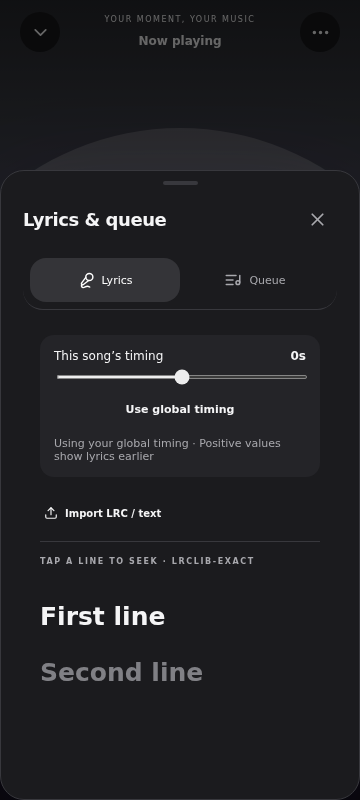 YOUR MOMENT, YOUR MUSIC
Now playing
Lyrics & queue
Lyrics
Queue
This song’s timing
0s
Use global timing
Using your global timing · Positive values
show lyrics earlier
Import LRC / text
TAP A LINE TO SEEK · LRCLIB-EXACT
First line
Second line